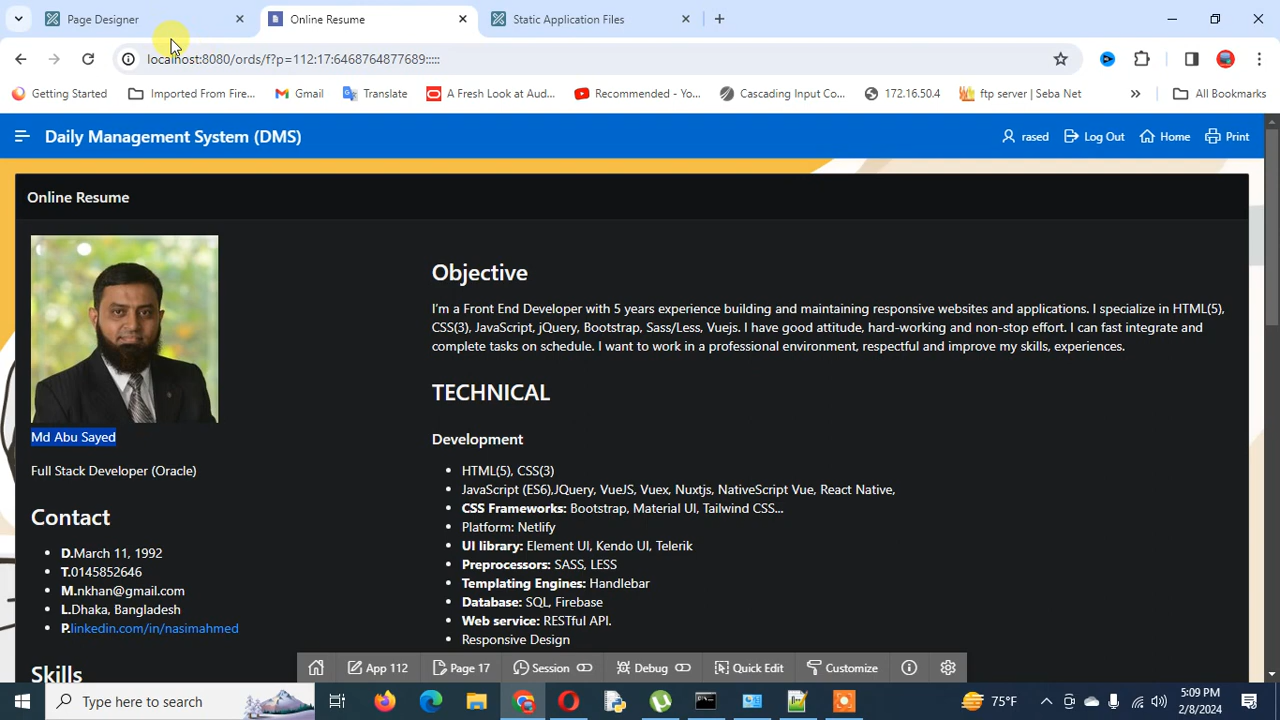 Page Designer
Online Resume
Static Application Files
localhost:8080/ords/f?p=112:17:6468764877689:::::
Getting Started
Imported From Fire...
Gmail
Translate
A Fresh Look at Aud...
Recommended - Yo...
Cascading Input Co...
172.16.50.4
ftp server | Seba Net
»
All Bookmarks
Daily Management System (DMS)
rased
Log Out
Home
Print
Online Resume
Md Abu Sayed
Full Stack Developer (Oracle)
Contact
• D.March 11, 1992
• T.0145852646
• M.nkhan@gmail.com
• L.Dhaka, Bangladesh
• P.linkedin.com/in/nasimahmed
Skills
Objective
I'm a Front End Developer with 5 years experience building and maintaining responsive websites and applications. I specialize in HTML(5),
CSS(3), JavaScript, jQuery, Bootstrap, Sass/Less, Vuejs. I have good attitude, hard-working and non-stop effort. I can fast integrate and
complete tasks on schedule. I want to work in a professional environment, respectful and improve my skills, experiences.
TECHNICAL
Development
• HTML(5), CSS(3)
• JavaScript (ES6),JQuery, VueJS, Vuex, Nuxtjs, NativeScript Vue, React Native,
• CSS Frameworks: Bootstrap, Material UI, Tailwind CSS...
• Platform: Netlify
• UI library: Element UI, Kendo UI, Telerik
• Preprocessors: SASS, LESS
• Templating Engines: Handlebar
• Database: SQL, Firebase
• Web service: RESTful API.
• Responsive Design
App 112
Page 17
Session
Debug
Quick Edit
Customize
Type here to search
75°F
5:09 PM
2/8/2024